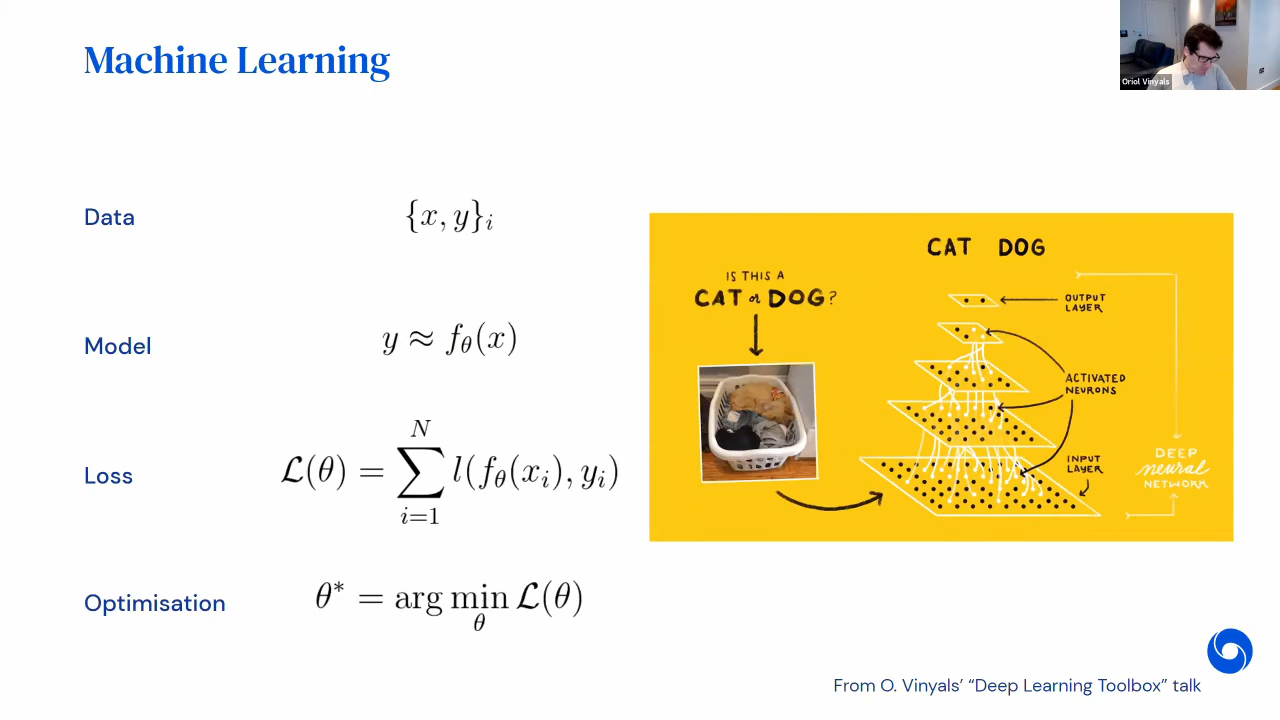 Machine Learning
Oriol Vinyals
Data
{x, y}_i
Model
y ≈ f_θ(x)
Loss
ℒ(θ) = ∑_{i=1}^{N} l(f_θ(x_i), y_i)
Optimisation
θ* = arg min_θ ℒ(θ)
IS THIS A
CAT or DOG?
CAT DOG
OUTPUT
LAYER
ACTIVATED
NEURONS
INPUT
LAYER
DEEP
neural
NETWORK
From O. Vinyals’ “Deep Learning Toolbox” talk